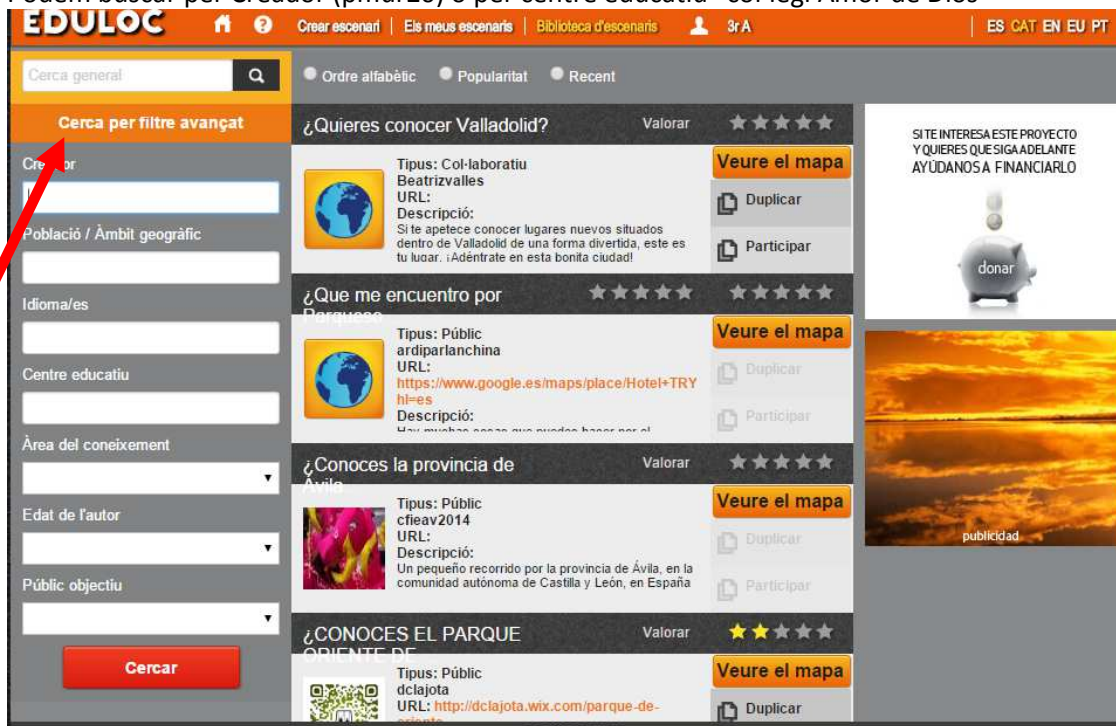 Podem buscar per Creador (pmar20) o per centre educatiu "col·legi Amor de Dios"
EDULOC
Crear escenari | Els meus escenaris | Biblioteca d'escenaris 3r A | ES CAT EN EU PT
Cerca general
Ordre alfabètic Popularitat Recent
Cerca per filtre avançat
Població / Àmbit geogràfic
Idioma/es
Centre educatiu
Àrea del coneixement
Edat de l'autor
Públic objectiu
Cercar
¿Quieres conocer Valladolid? Valorar
Tipus: Col·laboratiu
Beatrizvalles
URL:
Descripció:
Si te apetece conocer lugares nuevos situados
dentro de Valladolid de una forma divertida, este es
tu lugar. ¡Adéntrate en esta bonita ciudad!
Veure el mapa
Duplicar
Participar
¿Que me encuentro por
Tipus: Públic
ardiparlanchina
URL:
https://www.google.es/maps/place/Hotel+TRY
hl=es
Descripció:
Veure el mapa
Duplicar
Participar
¿Conoces la provincia de Valorar
Ávila
Tipus: Públic
cfieav2014
URL:
Descripció:
Un pequeño recorrido por la provincia de Ávila, en la
comunidad autónoma de Castilla y León, en España
Veure el mapa
Duplicar
Participar
¿CONOCES EL PARQUE Valorar
ORIENTE DE
Tipus: Públic
dclajota
URL: http://dclajota.wix.com/parque-de-
Veure el mapa
Duplicar
SI TE INTERESA ESTE PROYECTO
Y QUIERES QUE SIGA ADELANTE
AYÚDANOS A FINANCIARLO
donar
publicidad